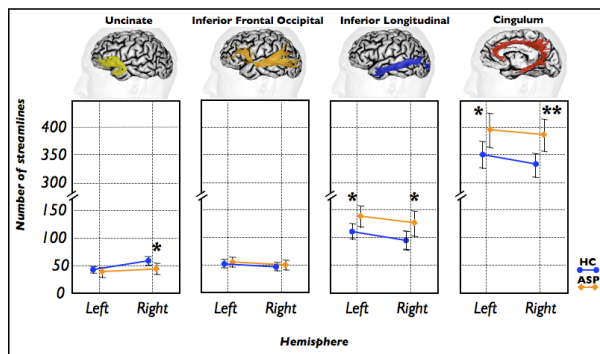 Uncinate
Inferior Frontal Occipital
Inferior Longitudinal
Cingulum
Number of streamlines
400
350
300
150
100
50
0
*
*
*
*
**
Left Right
Left Right
Left Right
Left Right
HC
ASP
Hemisphere